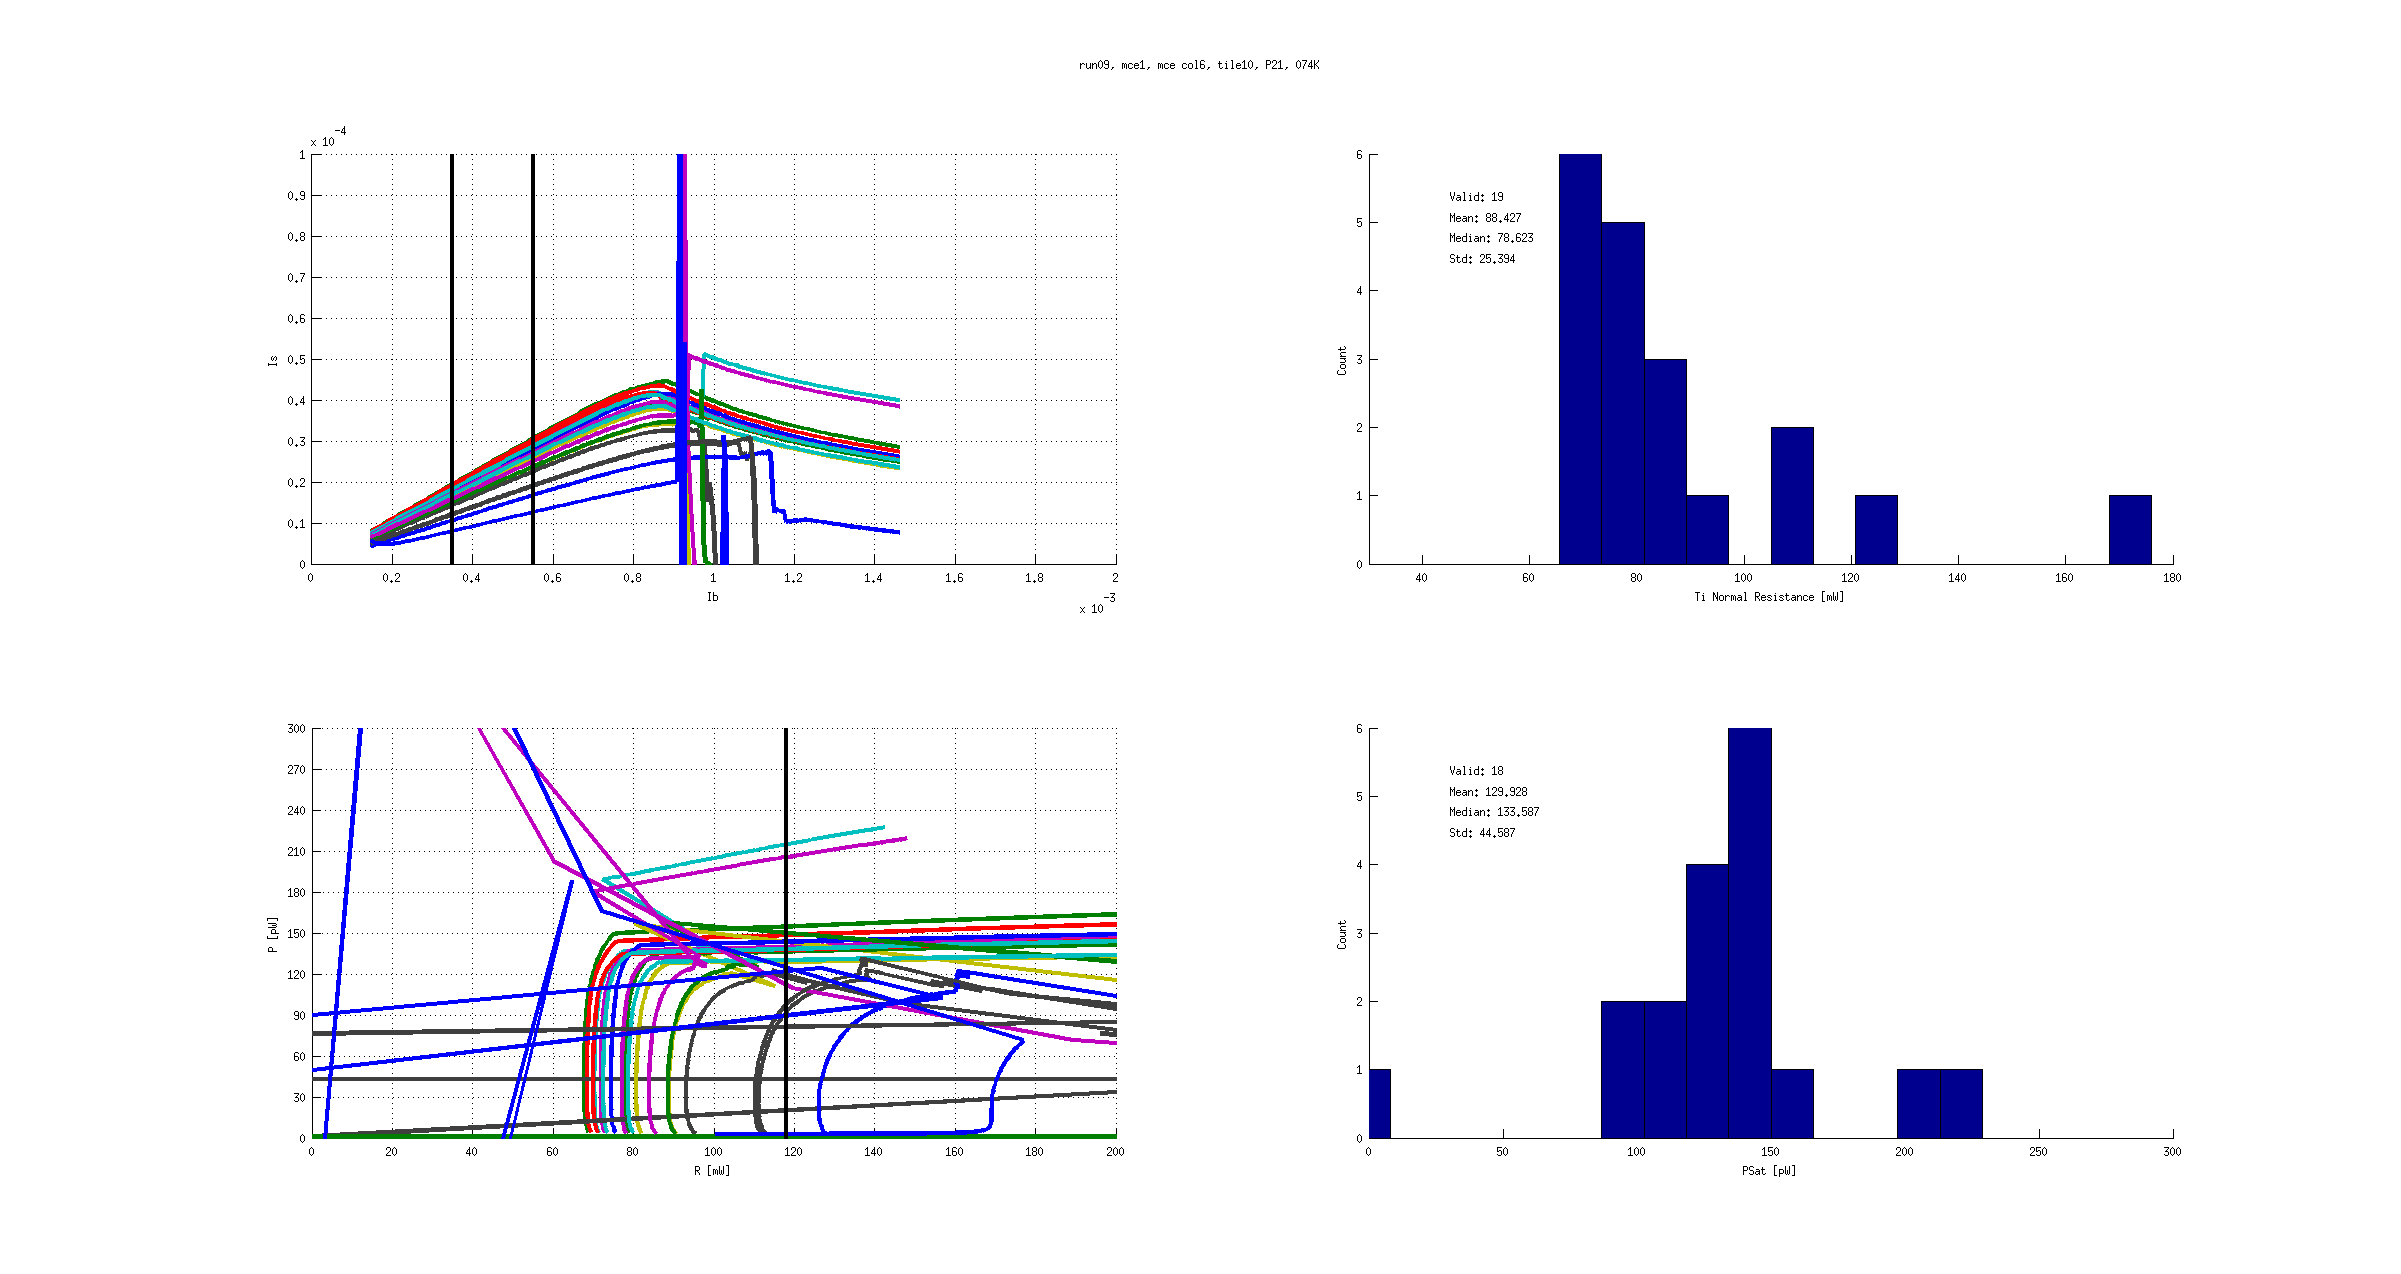 run09, mce1, mce col6, tile10, P21, 074K
x 10^-4
1
0.9
0.8
0.7
0.6
0.5
0.4
0.3
0.2
0.1
0
Is
0 0.2 0.4 0.6 0.8 1 1.2 1.4 1.6 1.8 2
Ib
x 10^-3
6
5
4
3
2
1
0
Count
Valid: 19
Mean: 88.427
Median: 78.623
Std: 25.394
40 60 80 100 120 140 160 180
Ti Normal Resistance [mW]
300
270
240
210
180
150
120
90
60
30
0
P [pW]
0 20 40 60 80 100 120 140 160 180 200
R [mW]
6
5
4
3
2
1
0
Count
Valid: 18
Mean: 129.928
Median: 133.587
Std: 44.587
0 50 100 150 200 250 300
PSat [pW]